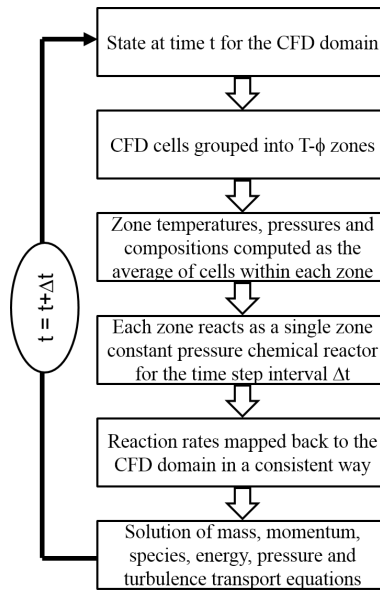 State at time t for the CFD domain
CFD cells grouped into T-ϕ zones
Zone temperatures, pressures and
compositions computed as the
average of cells within each zone
Each zone reacts as a single zone
constant pressure chemical reactor
for the time step interval Δt
Reaction rates mapped back to the
CFD domain in a consistent way
Solution of mass, momentum,
species, energy, pressure and
turbulence transport equations
t = t+Δt